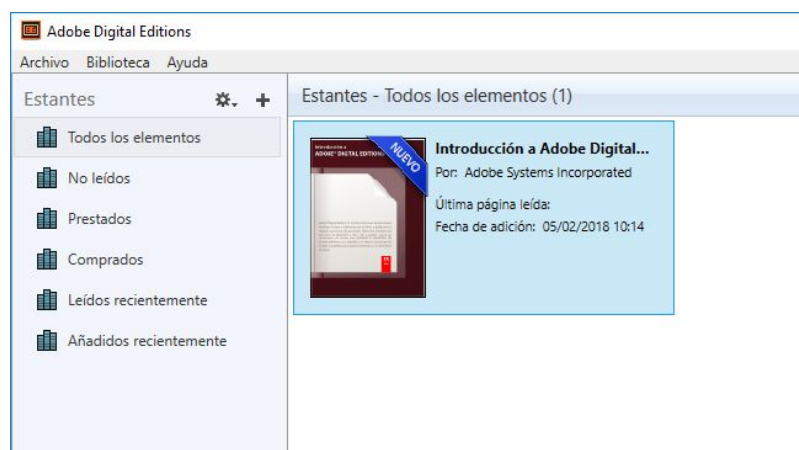 Adobe Digital Editions
Archivo Biblioteca Ayuda
Estantes
Todos los elementos
No leídos
Prestados
Comprados
Leídos recientemente
Añadidos recientemente
Estantes - Todos los elementos (1)
Introducción a
ADOBE® DIGITAL EDITIONS
NUEVO
Introducción a Adobe Digital...
Por: Adobe Systems Incorporated
Última página leída:
Fecha de adición: 05/02/2018 10:14